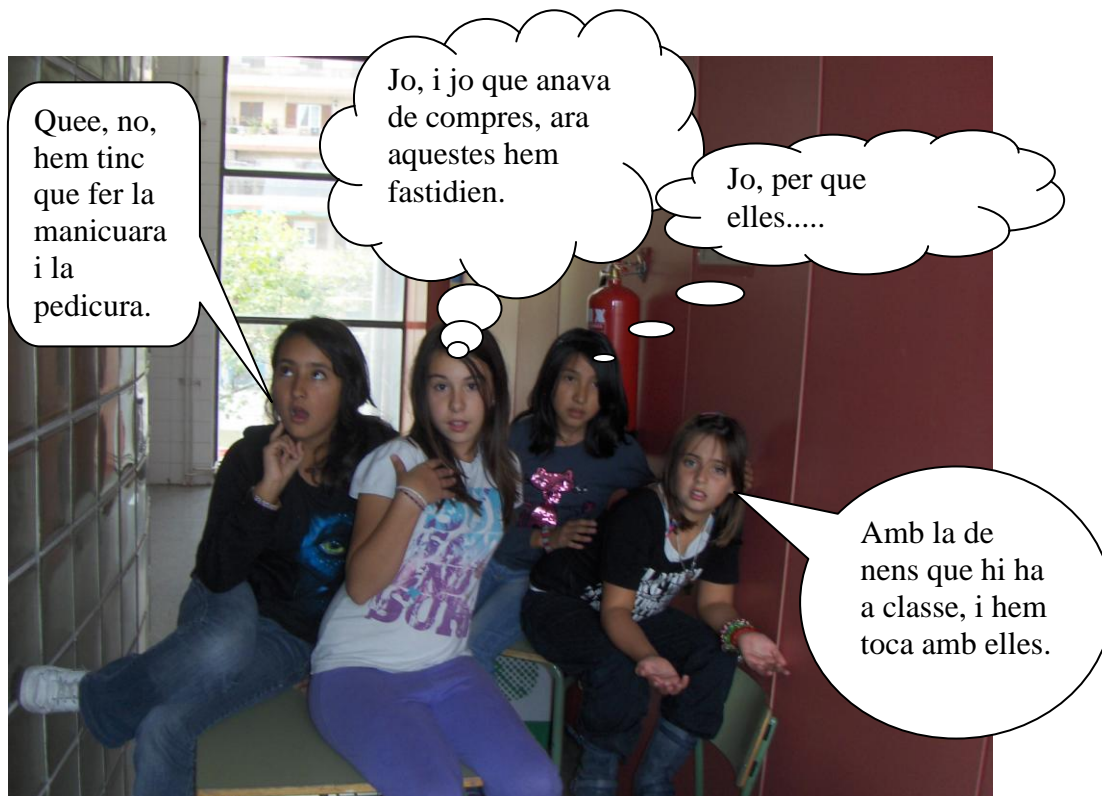 Quee, no,
hem tinc
que fer la
manicuara
i la
pedicura.
Jo, i jo que anava
de compres, ara
aquestes hem
fastidien.
Jo, per que
elles.....
Amb la de
nens que hi ha
a classe, i hem
toca amb elles.